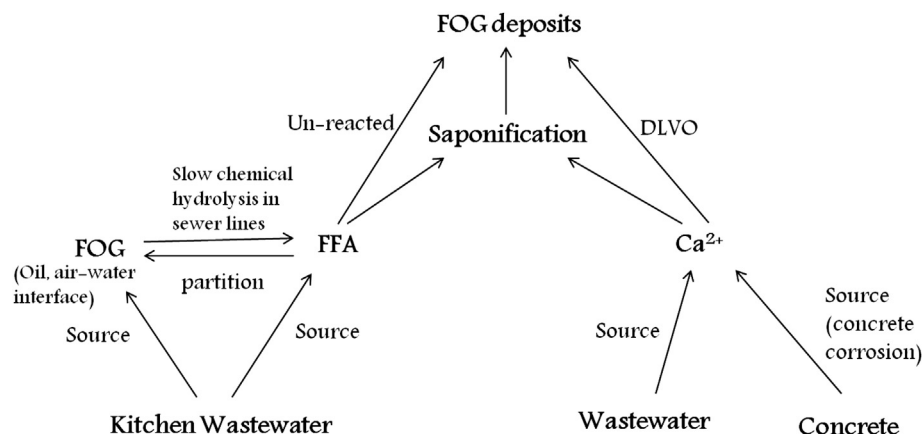 FOG deposits
Un-reacted
DLVO
Saponification
Slow chemical
hydrolysis in
sewer lines
FOG
FFA
Ca²⁺
(Oil, air-water
interface)
partition
Source
(concrete
corrosion)
Source
Source
Source
Kitchen Wastewater
Wastewater
Concrete